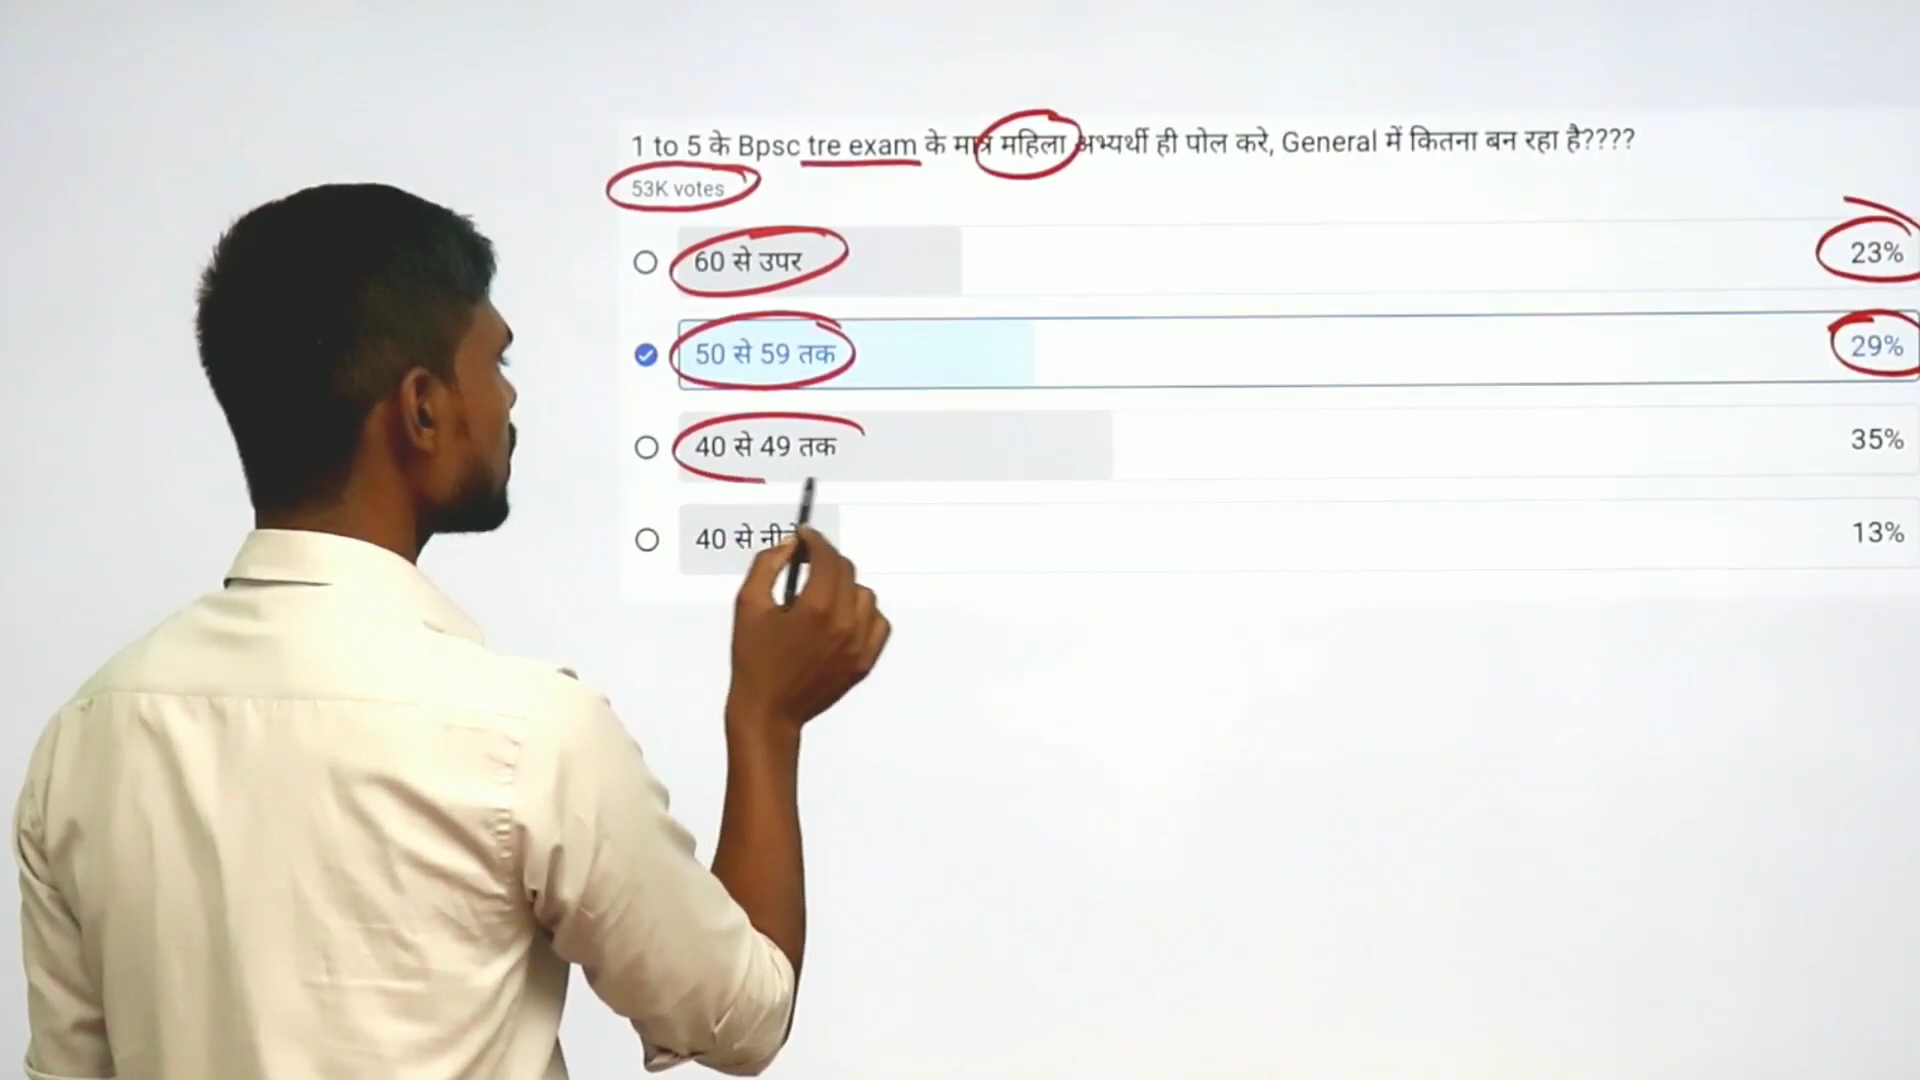 1 to 5 के Bpsc tre exam के मात्र महिला अभ्यर्थी ही पोल करे, General में कितना बन रहा है????
53K votes
60 से उपर 23%
50 से 59 तक 29%
40 से 49 तक 35%
40 से 13%